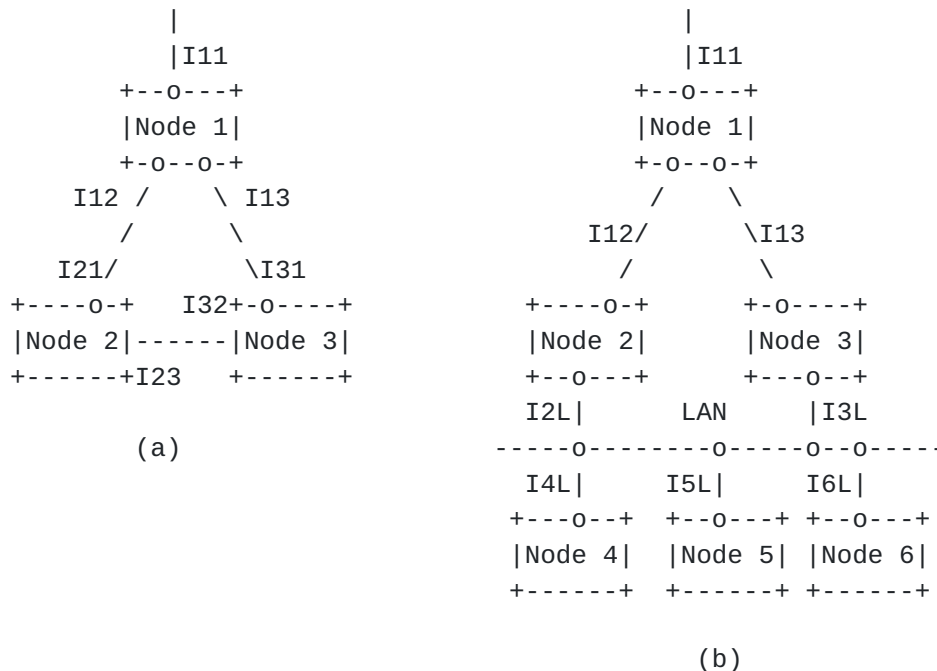 |                                |
              |I11                             |I11
           +--o---+                         +--o---+
           |Node 1|                         |Node 1|
           +-o--o-+                         +-o--o-+
        I12 /    \ I13                       /    \
           /      \                      I12/      \I13
       I21/        \I31                    /        \
    +----o-+   I32+-o----+           +----o-+      +-o----+
    |Node 2|------|Node 3|           |Node 2|      |Node 3|
    +------+I23   +------+           +--o---+      +---o--+
                                     I2L|      LAN     |I3L
            (a)                    -----o--------o-----o--o-----
                                     I4L|     I5L|     I6L|
                                    +---o--+  +--o---+ +--o---+
                                    |Node 4|  |Node 5| |Node 6|
                                    +------+  +------+ +------+
                                                (b)